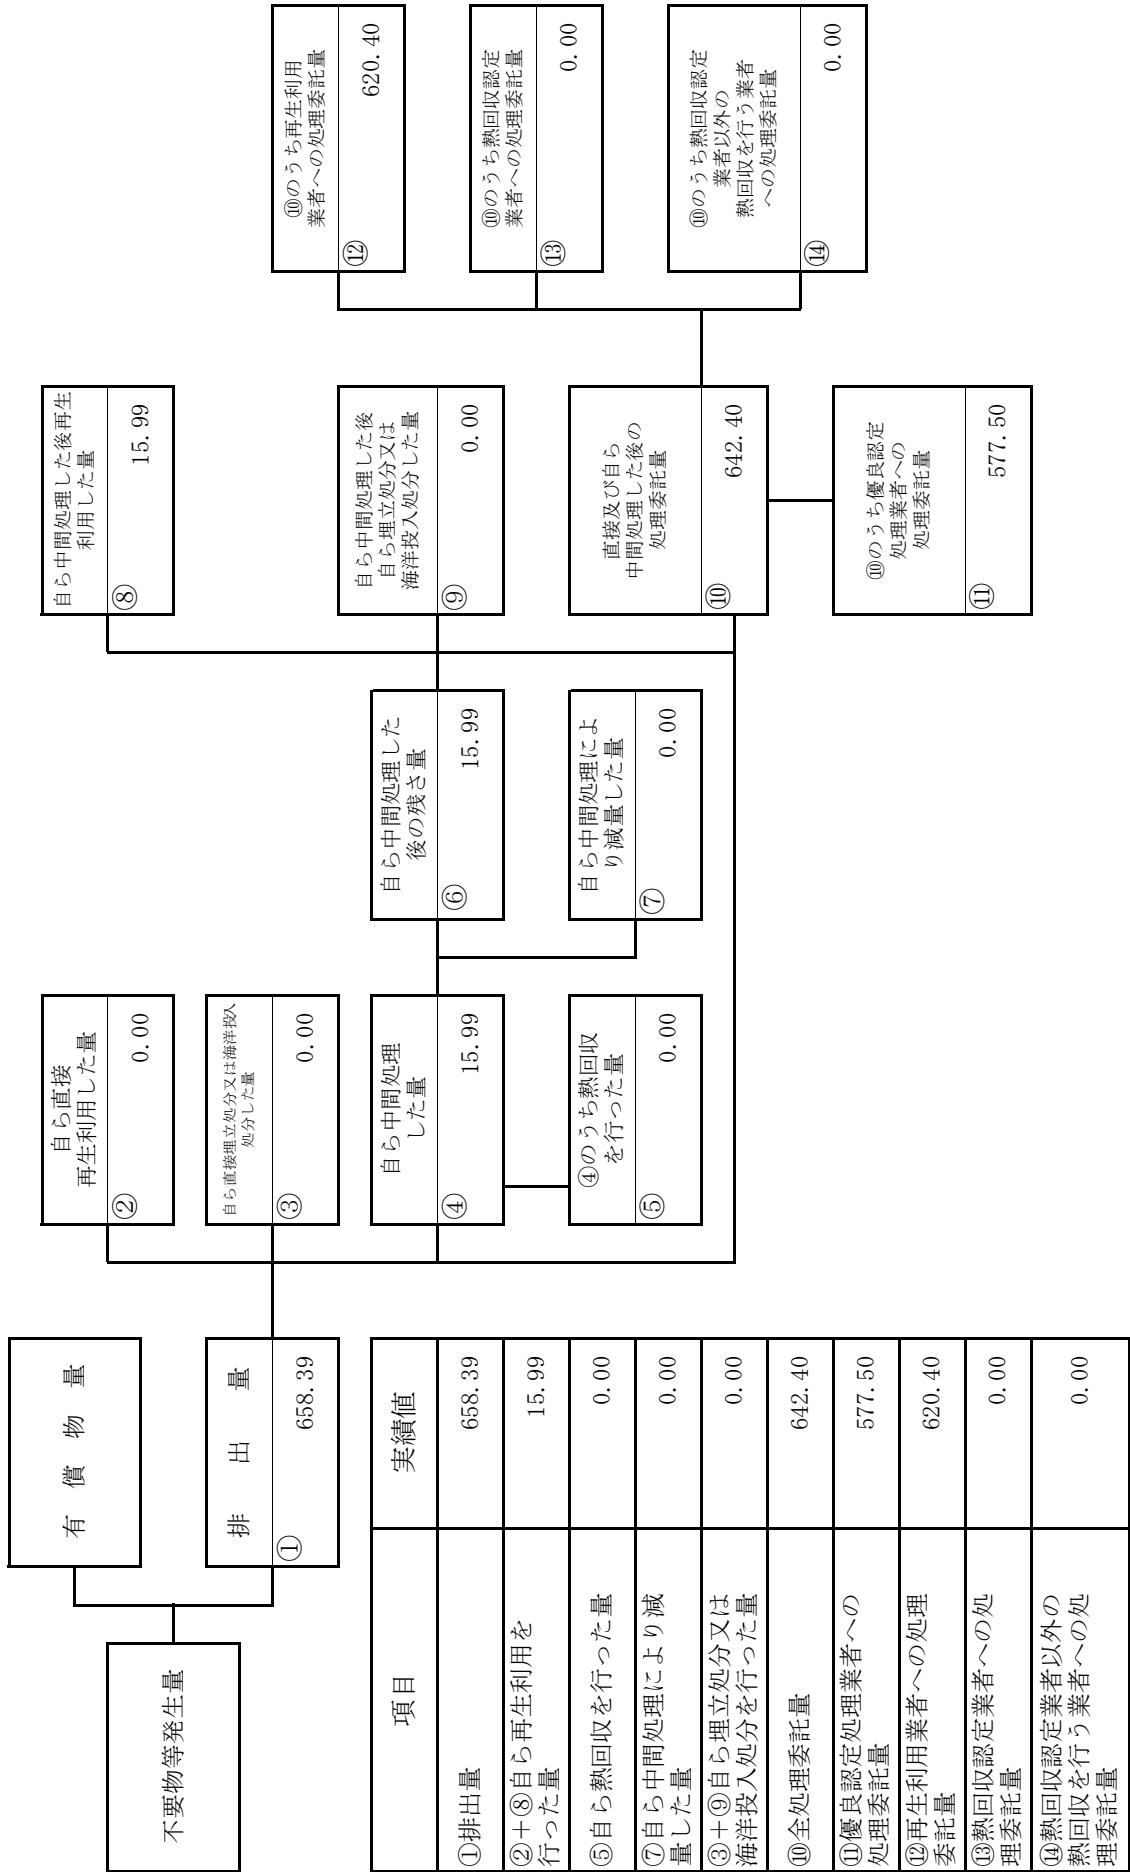 不要物等発生量
有償物量
排出量
①
658.39
自ら直接
再生利用した量
②
0.00
自ら直接埋立処分又は海洋投入
処分した量
③
0.00
自ら中間処理
した量
④
15.99
④のうち熱回収
を行った量
⑤
0.00
自ら中間処理した
後の残さ量
⑥
15.99
自ら中間処理によ
り減量した量
⑦
0.00
自ら中間処理した後再生
利用した量
⑧
15.99
自ら中間処理した後
自ら埋立処分又は
海洋投入処分した量
⑨
0.00
直接及び自ら
中間処理した後の
処理委託量
⑩
642.40
⑩のうち優良認定
処理業者への
処理委託量
⑪
577.50
⑩のうち再生利用
業者への処理委託量
⑫
620.40
⑩のうち熱回収認定
業者への処理委託量
⑬
0.00
⑩のうち熱回収認定
業者以外の
熱回収を行う業者
への処理委託量
⑭
0.00
項目 実績値
①排出量 658.39
②+⑧自ら再生利用を
行った量 15.99
⑤自ら熱回収を行った量 0.00
⑦自ら中間処理により減
量した量 0.00
③+⑨自ら埋立処分又は
海洋投入処分を行った量 0.00
⑩全処理委託量 642.40
⑪優良認定処理業者への
処理委託量 577.50
⑫再生利用業者への処理
委託量 620.40
⑬熱回収認定業者への処
理委託量 0.00
⑭熱回収認定業者以外の
熱回収を行う業者への処
理委託量 0.00